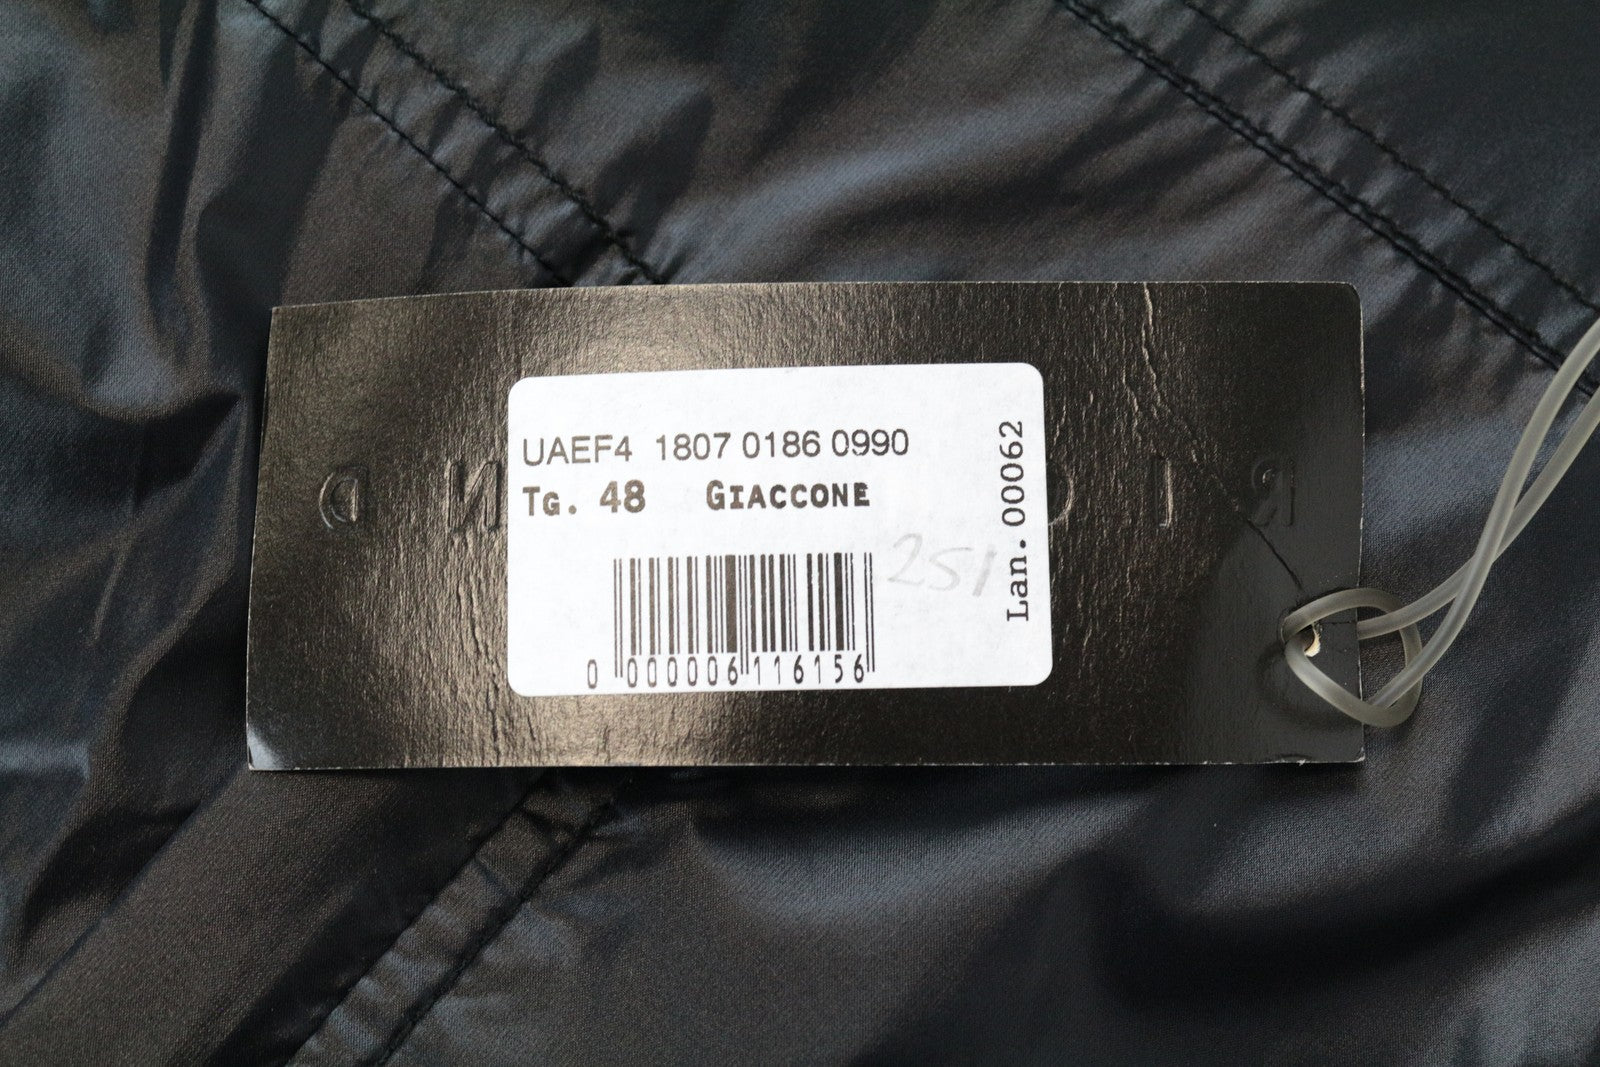 UAEF4 1807 0186 0990
TG. 48 GIACCONE
251
0 000006 116156
Lan. 00062